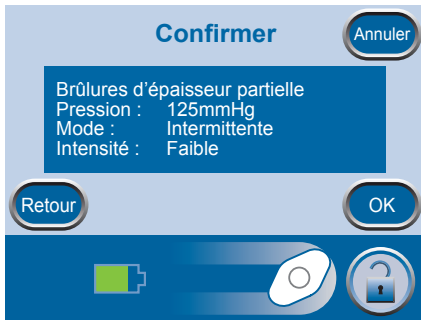 Confirmer
Annuler
Brûlures d’épaisseur partielle
Pression : 125mmHg
Mode : Intermittente
Intensité : Faible
Retour
OK